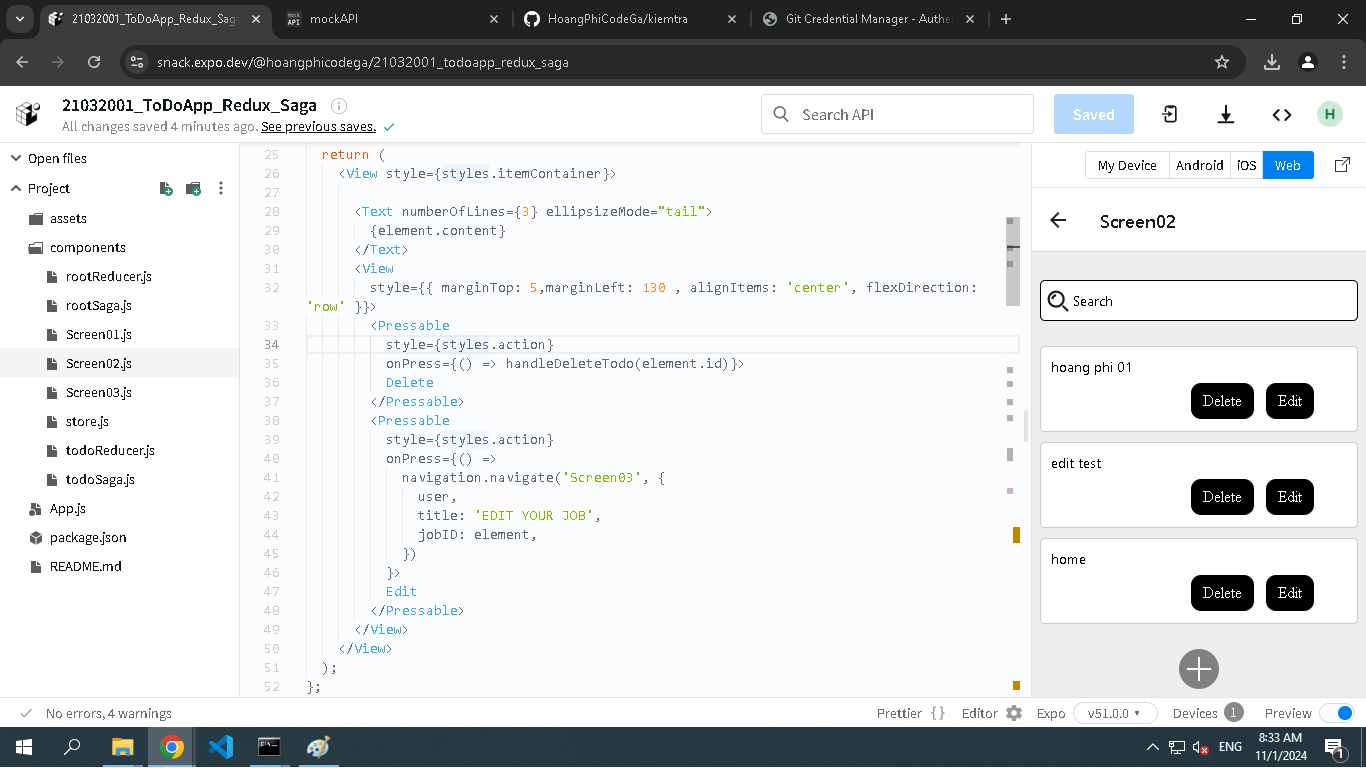 21032001_ToDoApp_Redux_Saga
mock API
mockAPI
HoangPhiCodeGa/kiemtra
Git Credential Manager - Authe
snack.expo.dev/@hoangphicodega/21032001_todoapp_redux_saga
21032001_ToDoApp_Redux_Saga
All changes saved 4 minutes ago. See previous saves.
Search API
Saved
H
Open files
Project
assets
components
rootReducer.js
rootSaga.js
Screen01.js
Screen02.js
Screen03.js
store.js
todoReducer.js
todoSaga.js
App.js
package.json
README.md
25 return (
26 <View style={styles.itemContainer}>
27
28 <Text numberOfLines={3} ellipsizeMode="tail">
29 {element.content}
30 </Text>
31 <View
32 style={{ marginTop: 5,marginLeft: 130 , alignItems: 'center', flexDirection:
'row' }}>
33 <Pressable
34 style={styles.action}
35 onPress={() => handleDeleteTodo(element.id)}>
36 Delete
37 </Pressable>
38 <Pressable
39 style={styles.action}
40 onPress={() =>
41 navigation.navigate('Screen03', {
42 user,
43 title: 'EDIT YOUR JOB',
44 jobID: element,
45 })
46 }>
47 Edit
48 </Pressable>
49 </View>
50 </View>
51 );
52 };
My Device
Android
iOS
Web
Screen02
Search
hoang phi 01
Delete
Edit
edit test
Delete
Edit
home
Delete
Edit
No errors, 4 warnings
Prettier {}
Editor
Expo
v51.0.0
Devices 1
Preview
ENG
8:33 AM
11/1/2024
1